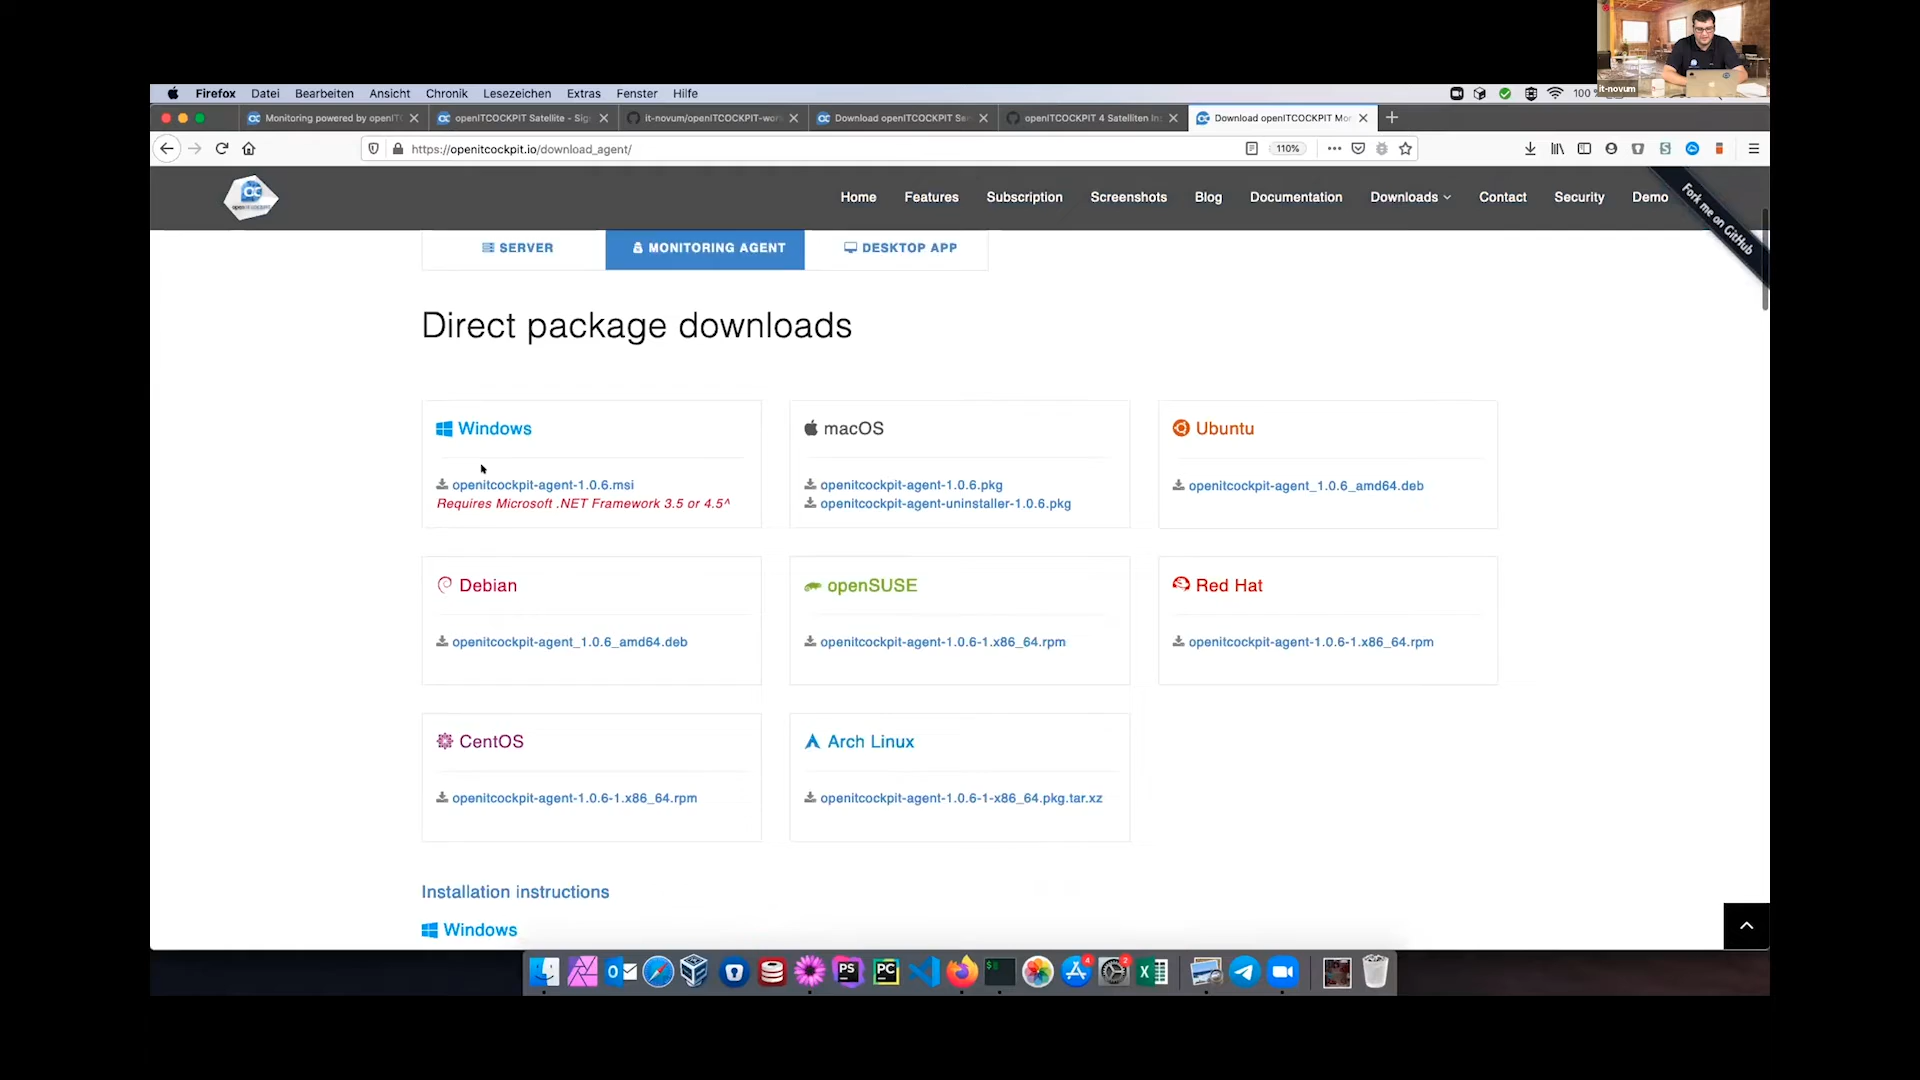 it-novum
Firefox Datei Bearbeiten Ansicht Chronik Lesezeichen Extras Fenster Hilfe 100
Monitoring powered by openIT openITCOCKPIT Satellite - Sig it-novum/openITCOCKPIT-wor Download openITCOCKPIT Se openITCOCKPIT 4 Satelliten In Download openITCOCKPIT Mo
https://openitcockpit.io/download_agent/ 110%
Home Features Subscription Screenshots Blog Documentation Downloads Contact Security Demo
Fork me on GitHub
SERVER MONITORING AGENT DESKTOP APP
Direct package downloads
Windows
openitcockpit-agent-1.0.6.msi
Requires Microsoft .NET Framework 3.5 or 4.5^
macOS
openitcockpit-agent-1.0.6.pkg
openitcockpit-agent-uninstaller-1.0.6.pkg
Ubuntu
openitcockpit-agent_1.0.6_amd64.deb
Debian
openitcockpit-agent_1.0.6_amd64.deb
openSUSE
openitcockpit-agent-1.0.6-1.x86_64.rpm
Red Hat
openitcockpit-agent-1.0.6-1.x86_64.rpm
CentOS
openitcockpit-agent-1.0.6-1.x86_64.rpm
Arch Linux
openitcockpit-agent-1.0.6-1-x86_64.pkg.tar.xz
Installation instructions
Windows
PS PC 4 2